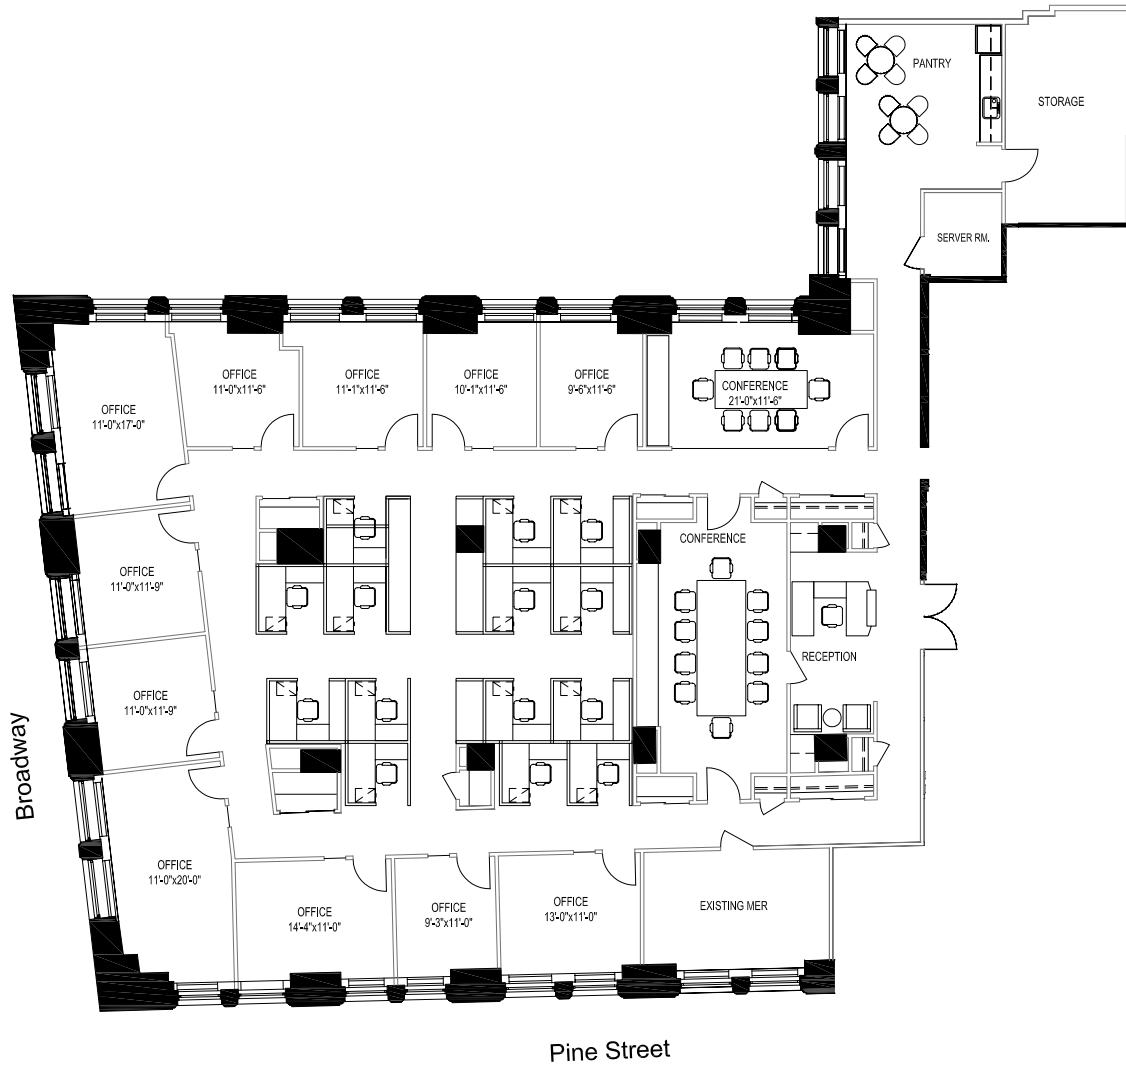 PANTRY
STORAGE
SERVER RM.
OFFICE
11'-0"x17'-0"
OFFICE
11'-0"x11'-6"
OFFICE
11'-1"x11'-6"
OFFICE
10'-1"x11'-6"
OFFICE
9'-6"x11'-6"
CONFERENCE
21'-0"x11'-6"
CONFERENCE
OFFICE
11'-0"x11'-9"
RECEPTION
OFFICE
11'-0"x11'-9"
Broadway
OFFICE
11'-0"x20'-0"
OFFICE
14'-4"x11'-0"
OFFICE
9'-3"x11'-0"
OFFICE
13'-0"x11'-0"
EXISTING MER
Pine Street